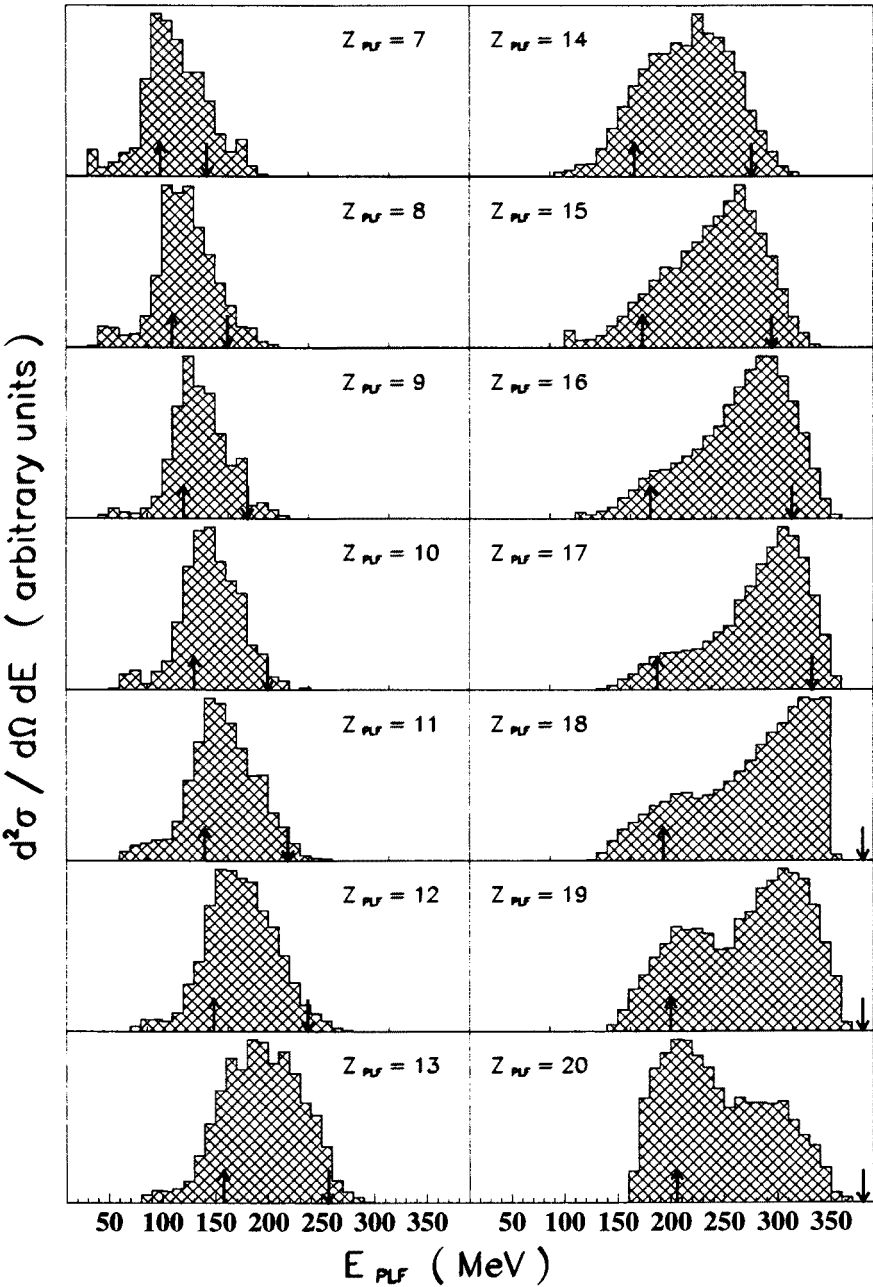 Z PLF = 7
Z PLF = 14
Z PLF = 8
Z PLF = 15
Z PLF = 9
Z PLF = 16
Z PLF = 10
Z PLF = 17
Z PLF = 11
Z PLF = 18
Z PLF = 12
Z PLF = 19
Z PLF = 13
Z PLF = 20
d²σ / dΩ dE ( arbitrary units )
50 100 150 200 250 300 350
50 100 150 200 250 300 350
E PLF ( MeV )